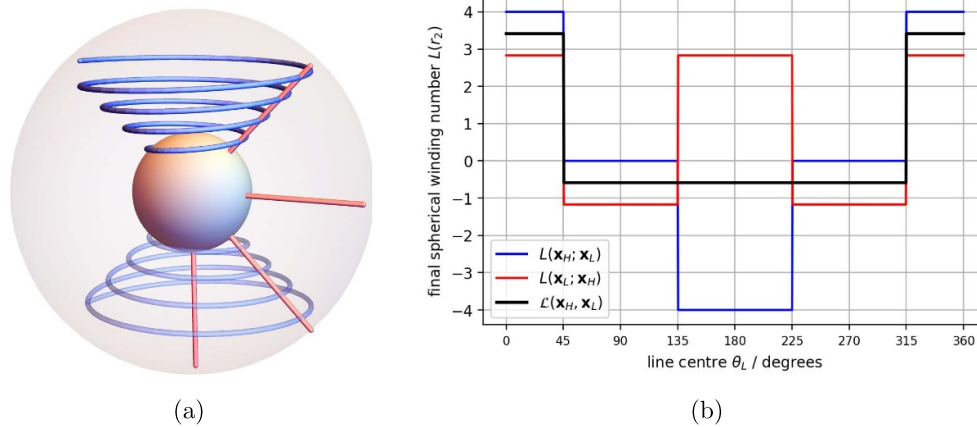 4
3
2
1
0
−1
−2
−3
−4
final spherical winding number L(r₂)
L(x_H; x_L)
L(x_L; x_H)
ℒ(x_H, x_L)
0 45 90 135 180 225 270 315 360
line centre θ_L / degrees
(a) (b)